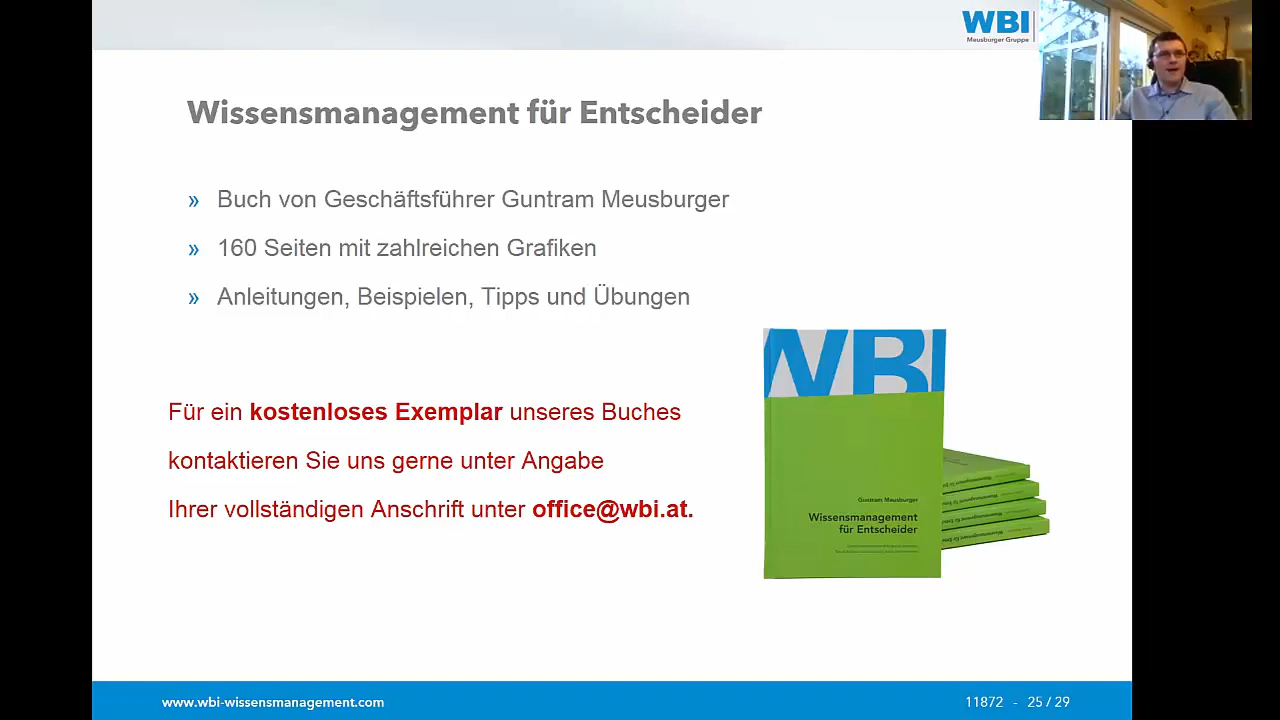 WBI
Meusburger Gruppe
Wissensmanagement für Entscheider
» Buch von Geschäftsführer Guntram Meusburger
» 160 Seiten mit zahlreichen Grafiken
» Anleitungen, Beispielen, Tipps und Übungen
Für ein kostenloses Exemplar unseres Buches
kontaktieren Sie uns gerne unter Angabe
Ihrer vollständigen Anschrift unter office@wbi.at.
WBI
Guntram Meusburger
Wissensmanagement
für Entscheider
www.wbi-wissensmanagement.com
11872 - 25 / 29